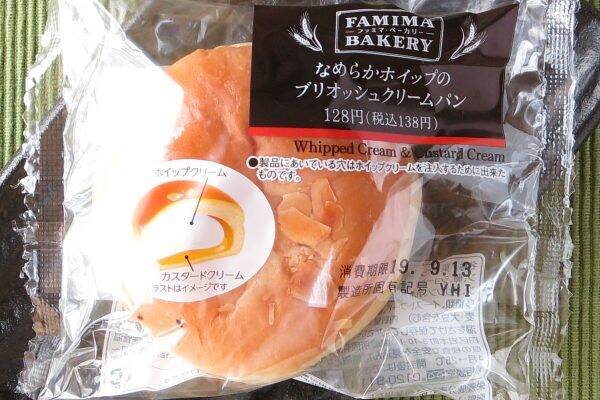 FAMIMA
ファミマ・ベーカリー
BAKERY
なめらかホイップの
ブリオッシュクリームパン
128円(税込138円)
Whipped Cream & Custard Cream
●製品にあいている穴はホイップクリームを注入するために出来た
ものです。
ホイップクリーム
カスタードクリーム
イラストはイメージです
消費期限19. 9.13
製造所固有記号 YHI